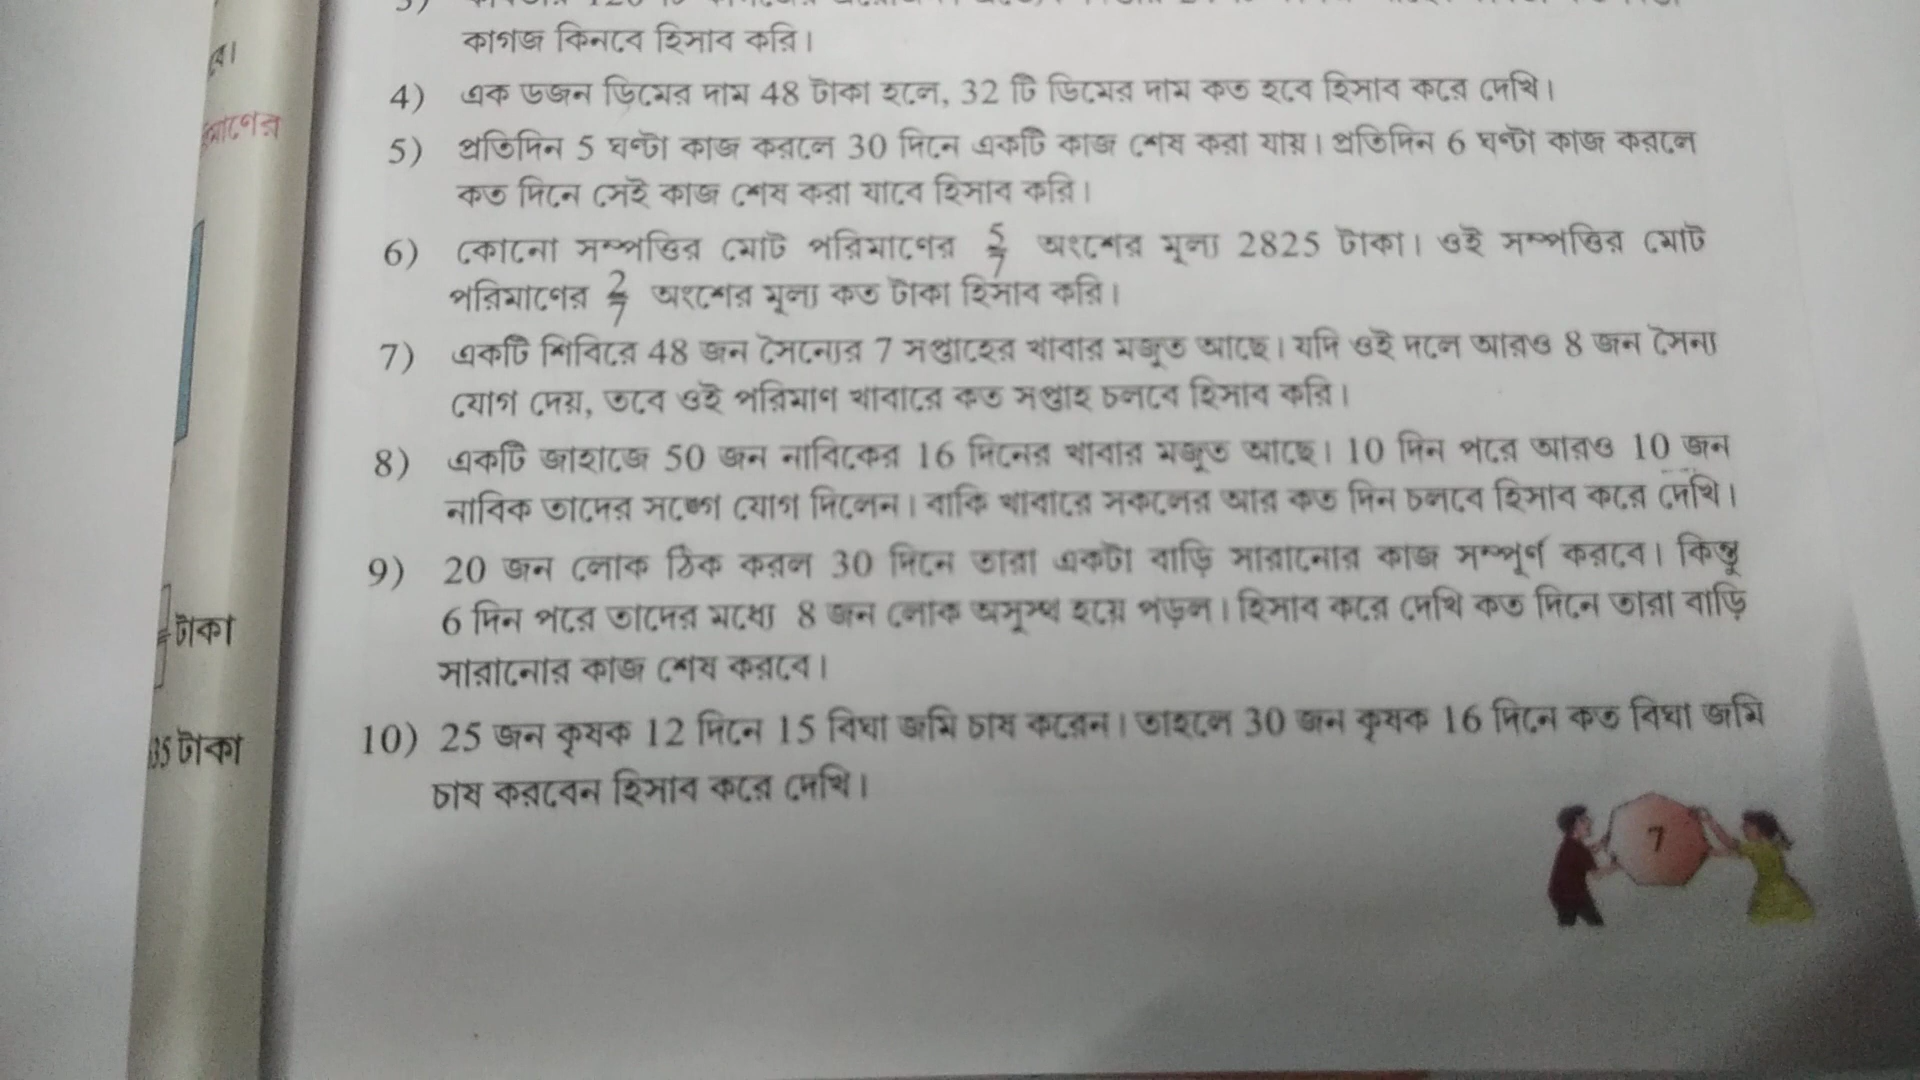 কাগজ কিনবে হিসাব করি।
4) এক ডজন ডিমের দাম 48 টাকা হলে, 32 টি ডিমের দাম কত হবে হিসাব করে দেখি।
5) প্রতিদিন 5 ঘণ্টা কাজ করলে 30 দিনে একটি কাজ শেষ করা যায়। প্রতিদিন 6 ঘণ্টা কাজ করলে
কত দিনে সেই কাজ শেষ করা যাবে হিসাব করি।
6) কোনো সম্পত্তির মোট পরিমাণের 5/7 অংশের মূল্য 2825 টাকা। ওই সম্পত্তির মোট
পরিমাণের 2/7 অংশের মূল্য কত টাকা হিসাব করি।
7) একটি শিবিরে 48 জন সৈন্যের 7 সপ্তাহের খাবার মজুত আছে। যদি ওই দলে আরও 8 জন সৈন্য
যোগ দেয়, তবে ওই পরিমাণ খাবারে কত সপ্তাহ চলবে হিসাব করি।
8) একটি জাহাজে 50 জন নাবিকের 16 দিনের খাবার মজুত আছে। 10 দিন পরে আরও 10 জন
নাবিক তাদের সঙ্গে যোগ দিলেন। বাকি খাবারে সকলের আর কত দিন চলবে হিসাব করে দেখি।
9) 20 জন লোক ঠিক করল 30 দিনে তারা একটা বাড়ি সারানোর কাজ সম্পূর্ণ করবে। কিন্তু
6 দিন পরে তাদের মধ্যে 8 জন লোক অসুস্থ হয়ে পড়ল। হিসাব করে দেখি কত দিনে তারা বাড়ি
সারানোর কাজ শেষ করবে।
10) 25 জন কৃষক 12 দিনে 15 বিঘা জমি চাষ করেন। তাহলে 30 জন কৃষক 16 দিনে কত বিঘা জমি
চাষ করবেন হিসাব করে দেখি।
7
টাকা
35 টাকা